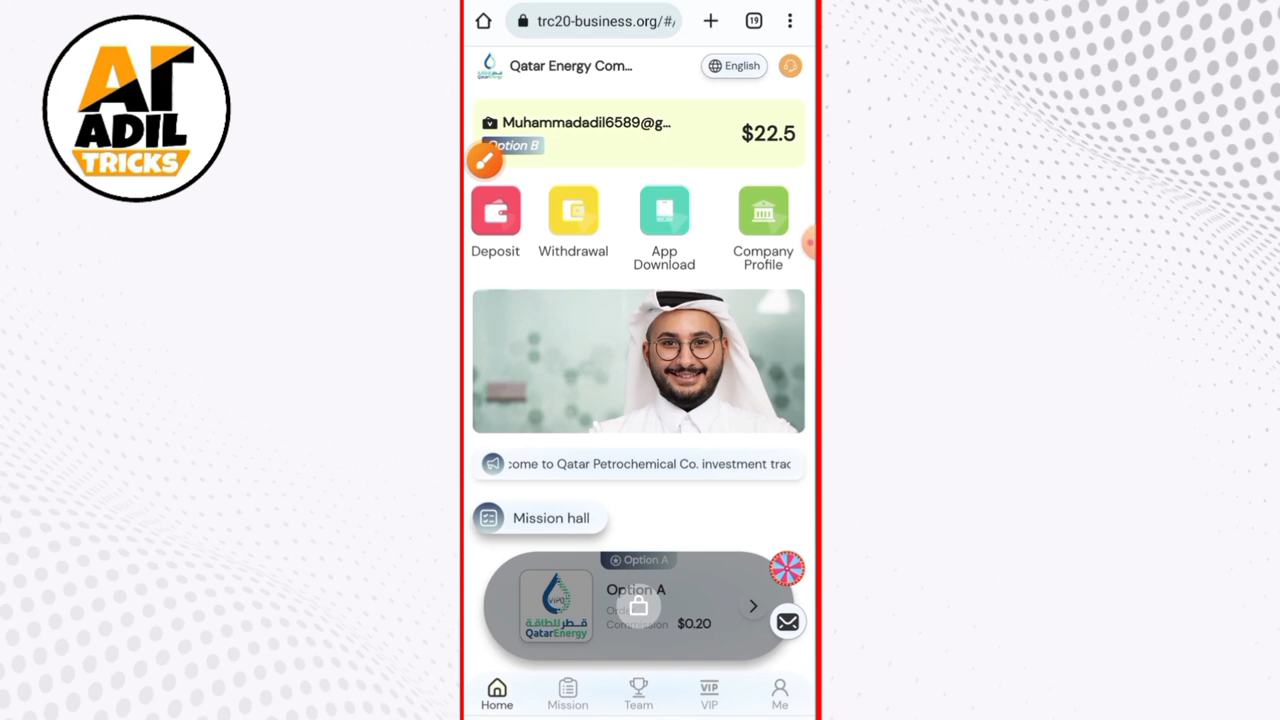 AT
ADIL
TRICKS
trc20-business.org/#/
19
Qatar Energy Com...
English
Muhammadadil6589@g...
$22.5
Option B
Deposit
Withdrawal
App
Download
Company
Profile
come to Qatar Petrochemical Co. investment trac
Mission hall
Option A
Option A
Commission $0.20
قطر للطاقة
QatarEnergy
Home
Mission
Team
VIP
VIP
Me